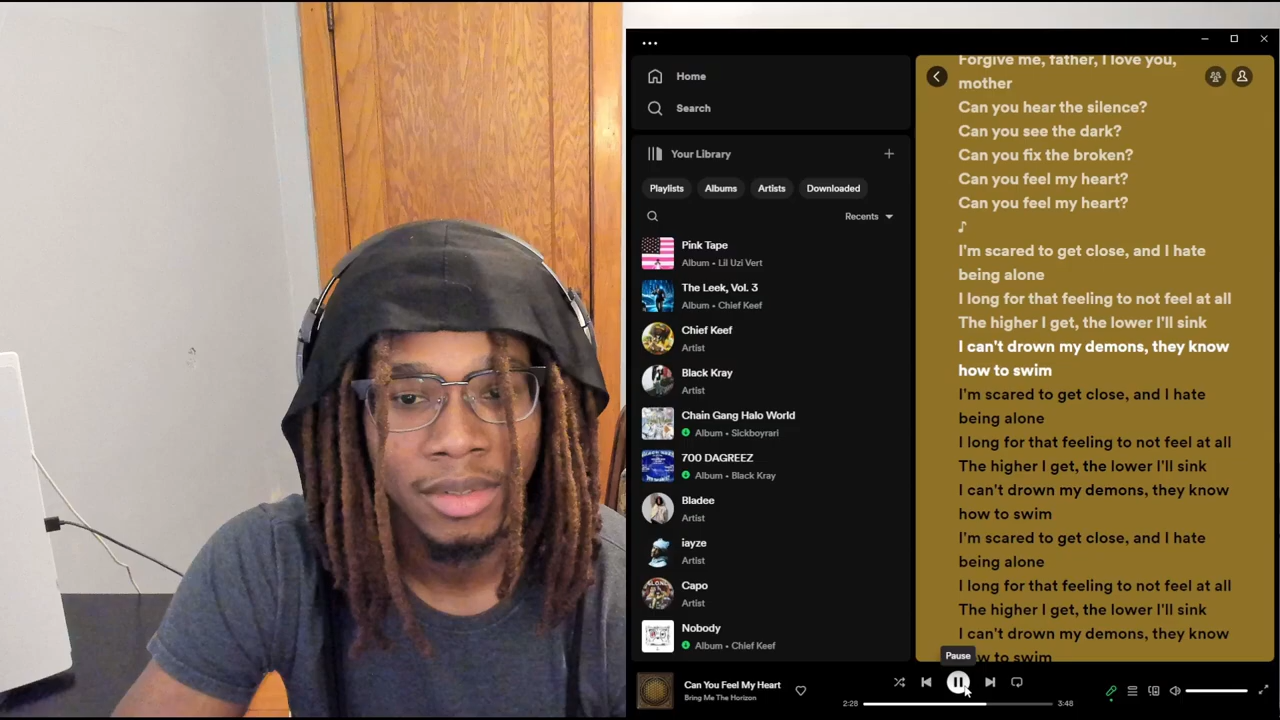 Home
Search
Your Library
Playlists
Albums
Artists
Downloaded
Recents
Pink Tape
Album • Lil Uzi Vert
The Leek, Vol. 3
Album • Chief Keef
Chief Keef
Artist
Black Kray
Artist
Chain Gang Halo World
Album • Sickboyrari
700 DAGREEZ
Album • Black Kray
Bladee
Artist
iayze
Artist
Capo
Artist
Nobody
Album • Chief Keef
Forgive me, father, I love you,
mother
Can you hear the silence?
Can you see the dark?
Can you fix the broken?
Can you feel my heart?
Can you feel my heart?
♪
I'm scared to get close, and I hate
being alone
I long for that feeling to not feel at all
The higher I get, the lower I'll sink
I can't drown my demons, they know
how to swim
I'm scared to get close, and I hate
being alone
I long for that feeling to not feel at all
The higher I get, the lower I'll sink
I can't drown my demons, they know
how to swim
I'm scared to get close, and I hate
being alone
I long for that feeling to not feel at all
The higher I get, the lower I'll sink
I can't drown my demons, they know
to swim
Pause
Can You Feel My Heart
Bring Me The Horizon
2:28
3:48